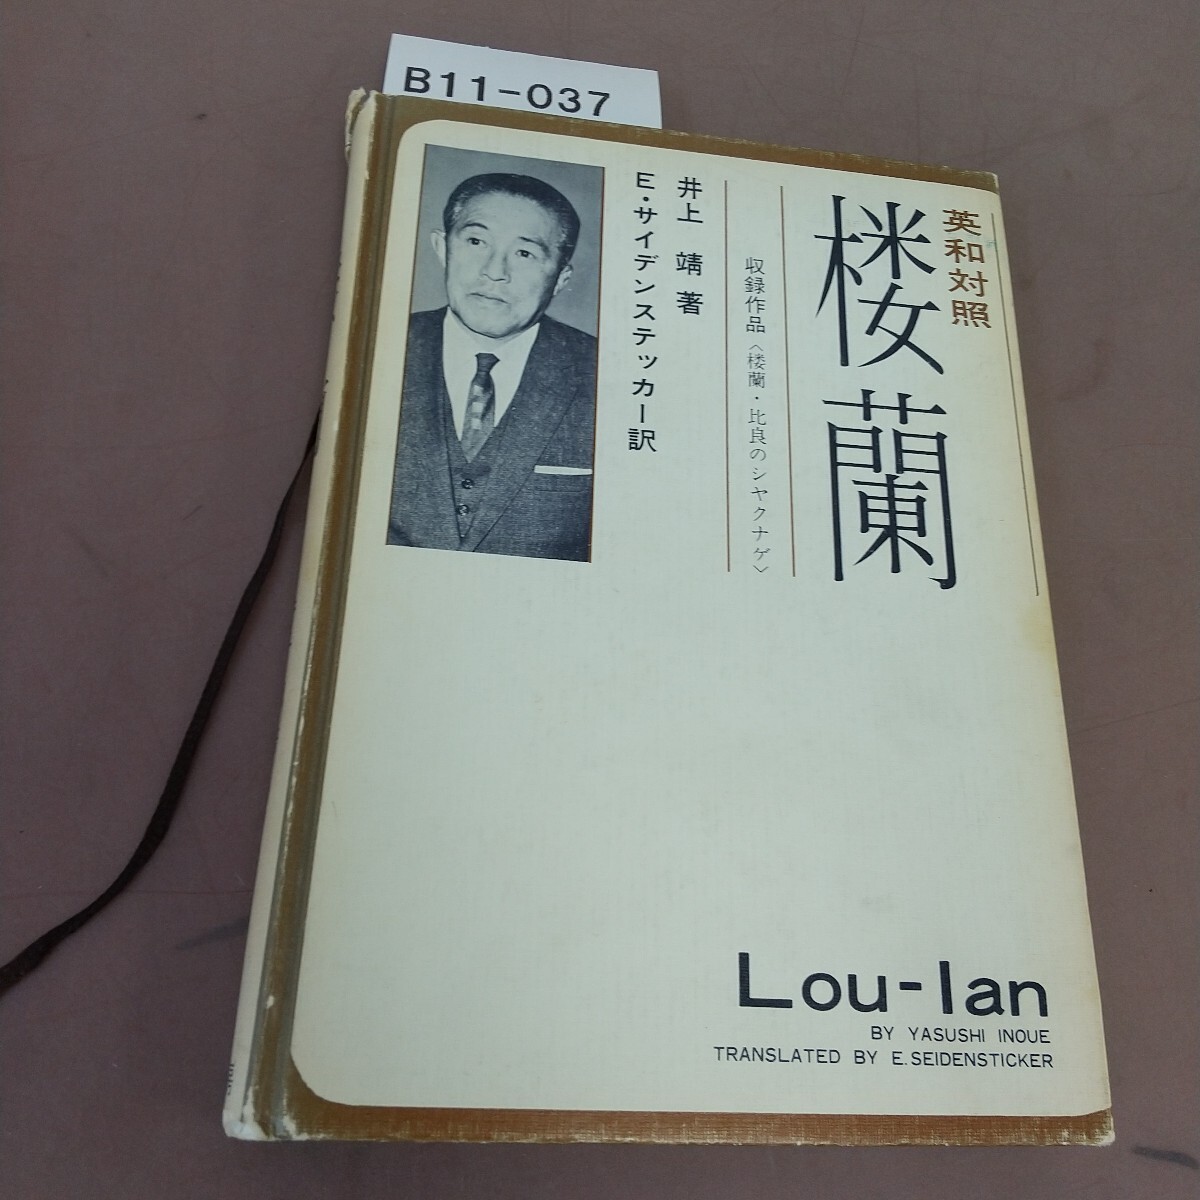 B11-037
英和対照
楼蘭
収録作品〈楼蘭・比良のシヤクナゲ〉
井上 靖 著
E・サイデンステッカー訳
Lou-lan
BY YASUSHI INOUE
TRANSLATED BY E. SEIDENSTICKER